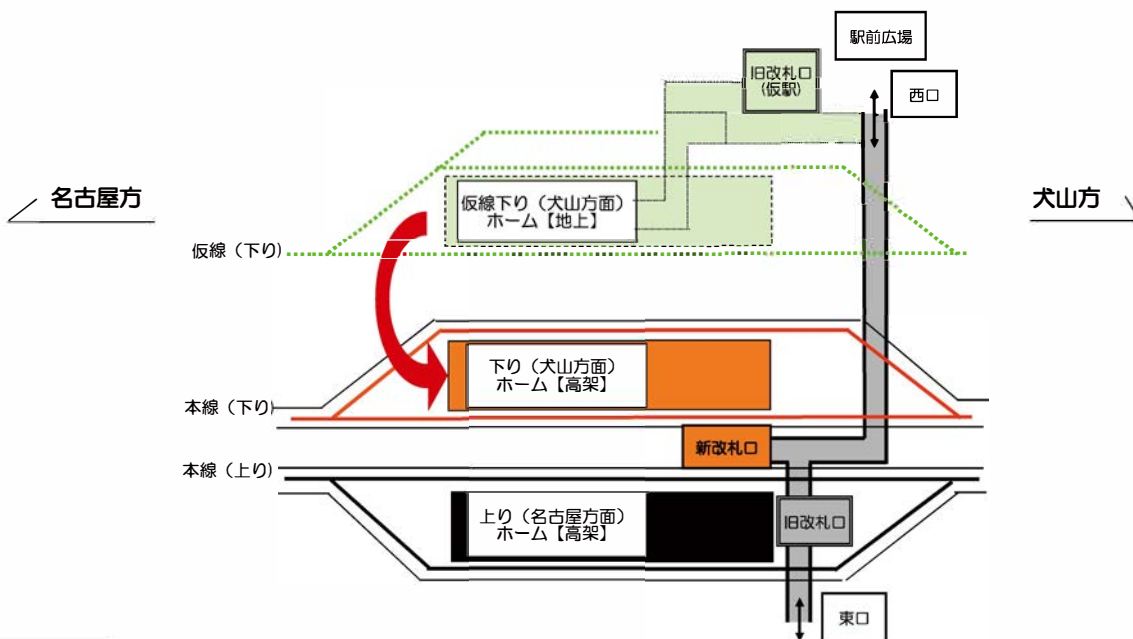 駅前広場
旧改札口
(仮駅)
西口
名古屋方
犬山方
仮線下り（犬山方面）
ホーム【地上】
仮線（下り）
下り（犬山方面）
ホーム【高架】
本線（下り）
新改札口
本線（上り）
上り（名古屋方面）
ホーム【高架】
旧改札口
東口